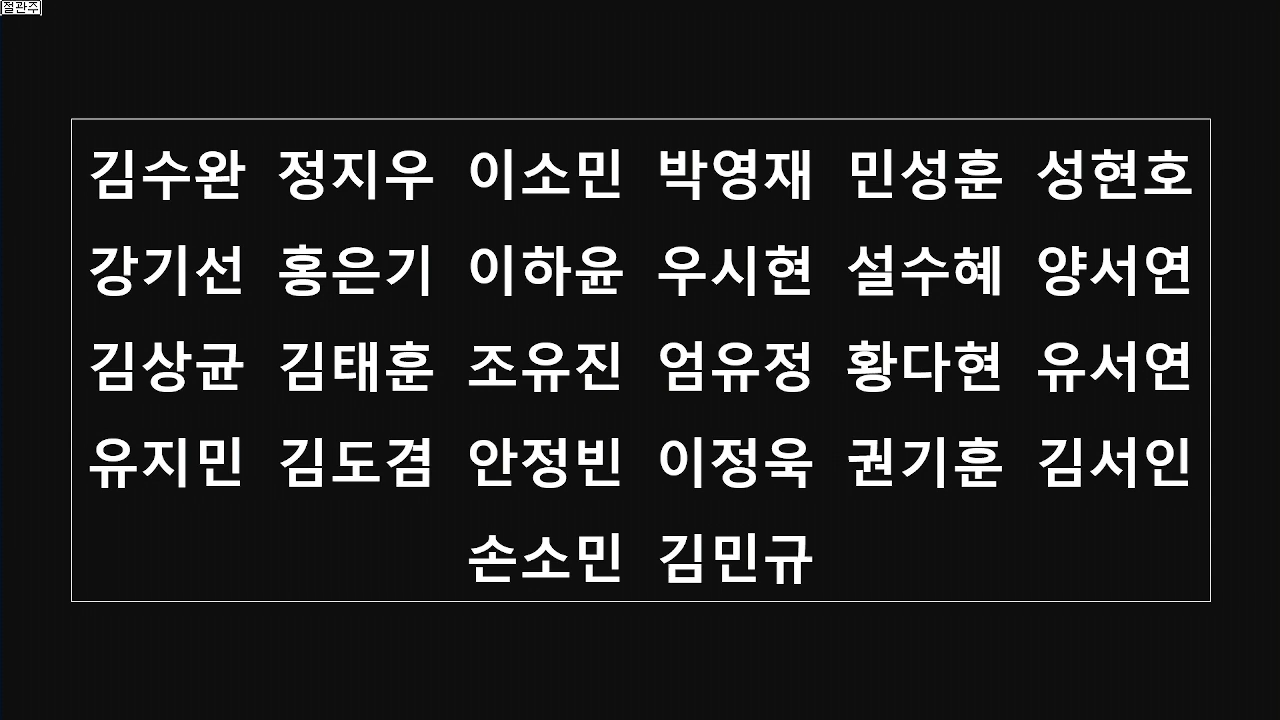 절관주
김수완 정지우 이소민 박영재 민성훈 성현호
강기선 홍은기 이하윤 우시현 설수혜 양서연
김상균 김태훈 조유진 엄유정 황다현 유서연
유지민 김도겸 안정빈 이정욱 권기훈 김서인
손소민 김민규